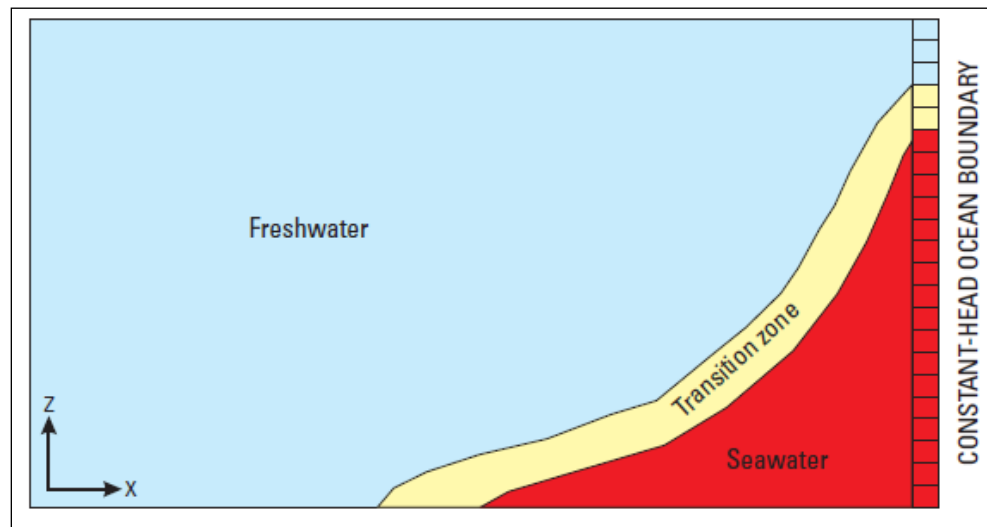 Freshwater
Transition zone
Seawater
Z
X
CONSTANT-HEAD OCEAN BOUNDARY